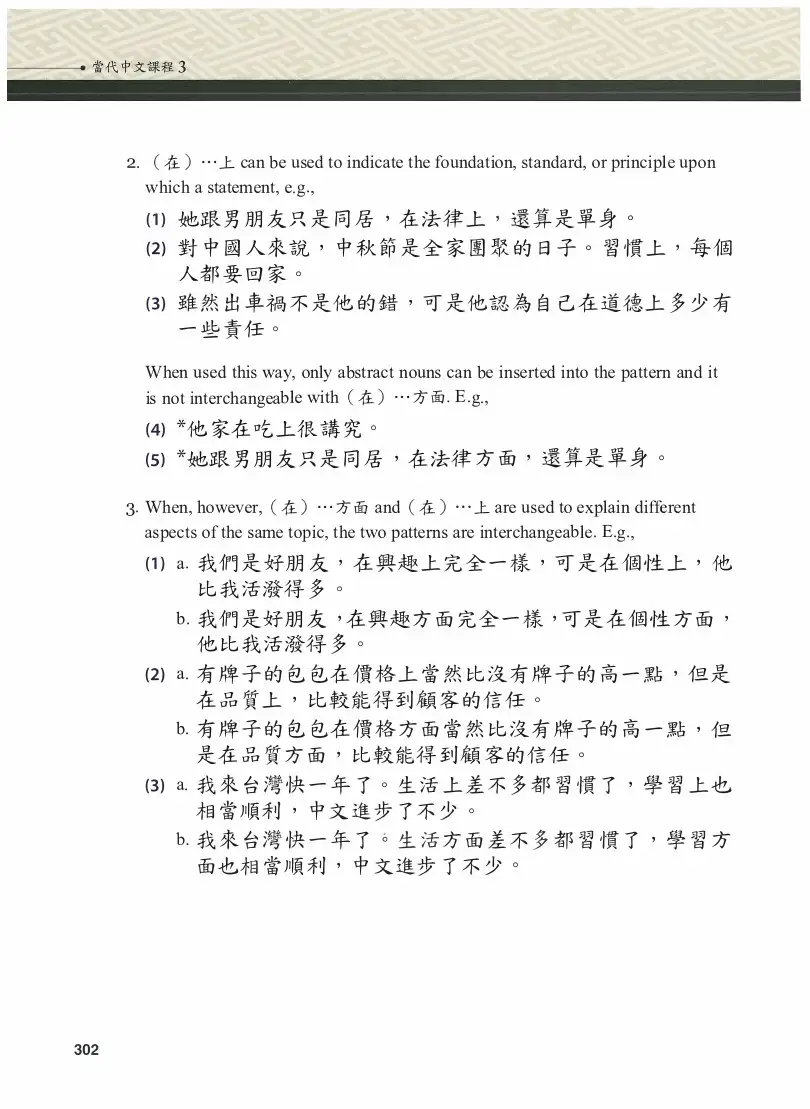 當代中文課程 3
2. （在）…上 can be used to indicate the foundation, standard, or principle upon
which a statement, e.g.,
(1) 她跟男朋友只是同居，在法律上，還算是單身。
(2) 對中國人來說，中秋節是全家團聚的日子。習慣上，每個
人都要回家。
(3) 雖然出車禍不是他的錯，可是他認為自己在道德上多少有
一些責任。
When used this way, only abstract nouns can be inserted into the pattern and it
is not interchangeable with（在）…方面. E.g.,
(4) *他家在吃上很講究。
(5) *她跟男朋友只是同居，在法律方面，還算是單身。
3. When, however,（在）…方面 and（在）…上 are used to explain different
aspects of the same topic, the two patterns are interchangeable. E.g.,
(1) a. 我們是好朋友，在興趣上完全一樣，可是在個性上，他
比我活潑得多。
b. 我們是好朋友，在興趣方面完全一樣，可是在個性方面，
他比我活潑得多。
(2) a. 有牌子的包包在價格上當然比沒有牌子的高一點，但是
在品質上，比較能得到顧客的信任。
b. 有牌子的包包在價格方面當然比沒有牌子的高一點，但
是在品質方面，比較能得到顧客的信任。
(3) a. 我來台灣快一年了。生活上差不多都習慣了，學習上也
相當順利，中文進步了不少。
b. 我來台灣快一年了。生活方面差不多都習慣了，學習方
面也相當順利，中文進步了不少。
302